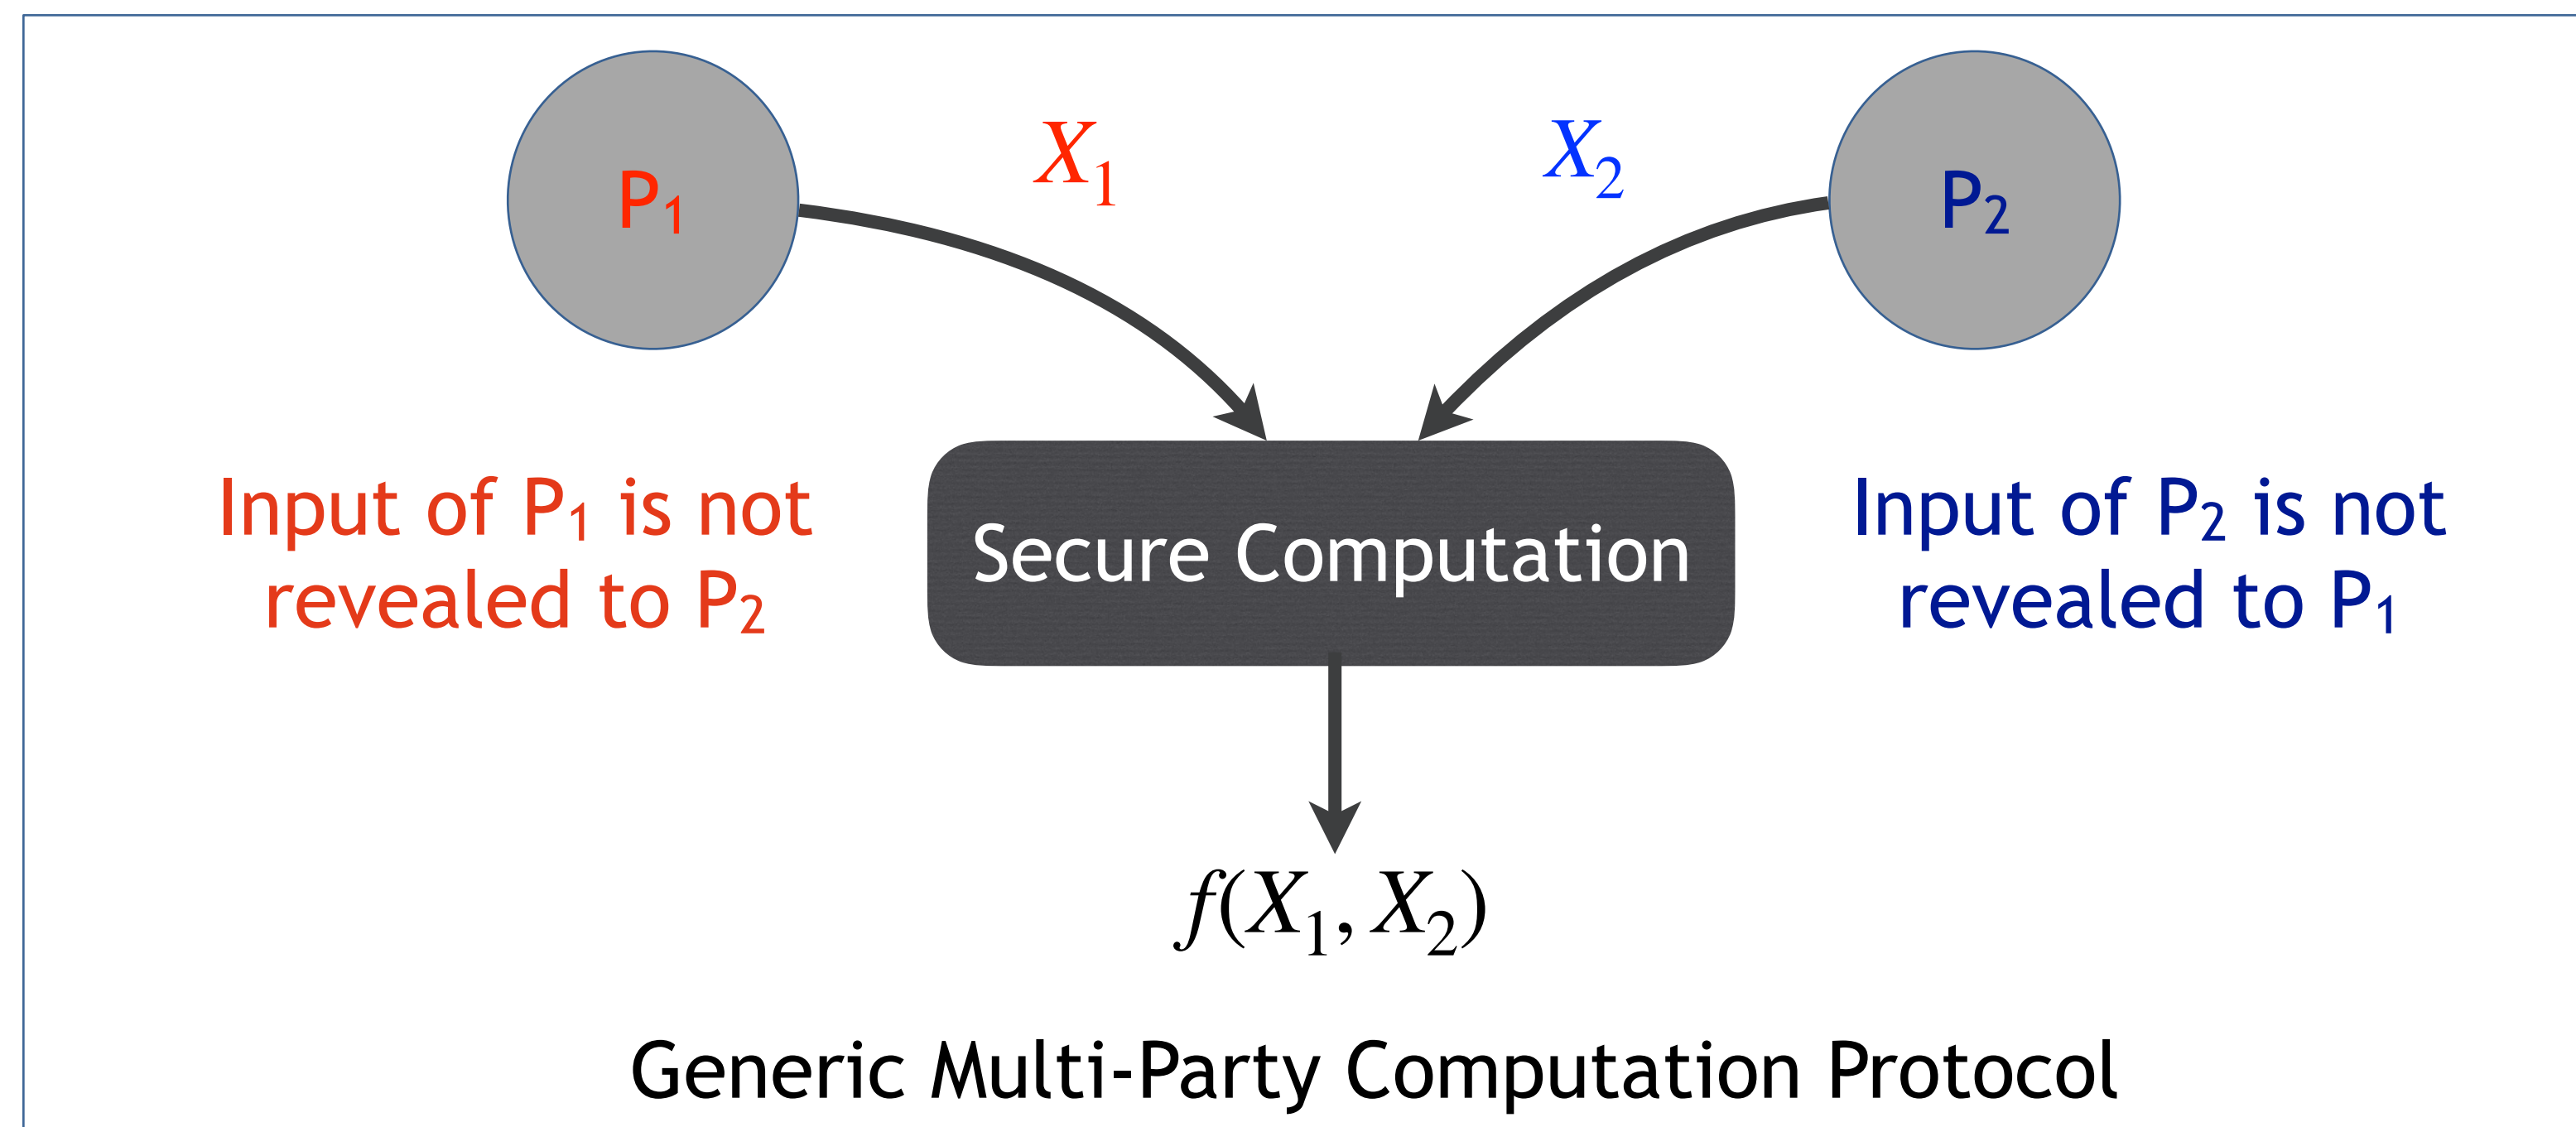 P₁
X₁
X₂
P₂
Input of P₁ is not
revealed to P₂
Secure Computation
Input of P₂ is not
revealed to P₁
f(X₁, X₂)
Generic Multi-Party Computation Protocol